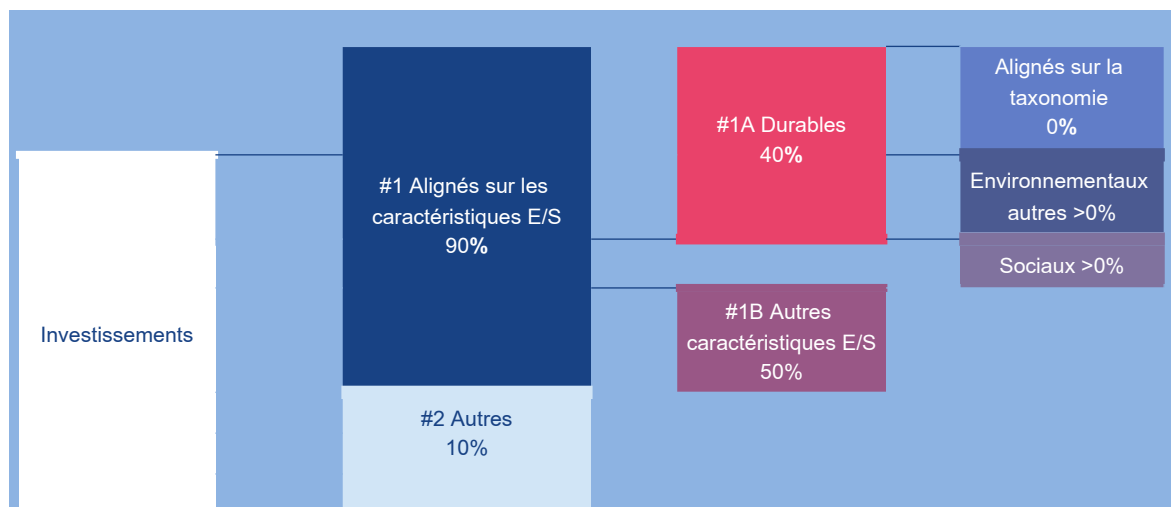 Investissements
#1 Alignés sur les
caractéristiques E/S
90%
#2 Autres
10%
#1A Durables
40%
#1B Autres
caractéristiques E/S
50%
Alignés sur la
taxonomie
0%
Environnementaux
autres >0%
Sociaux >0%